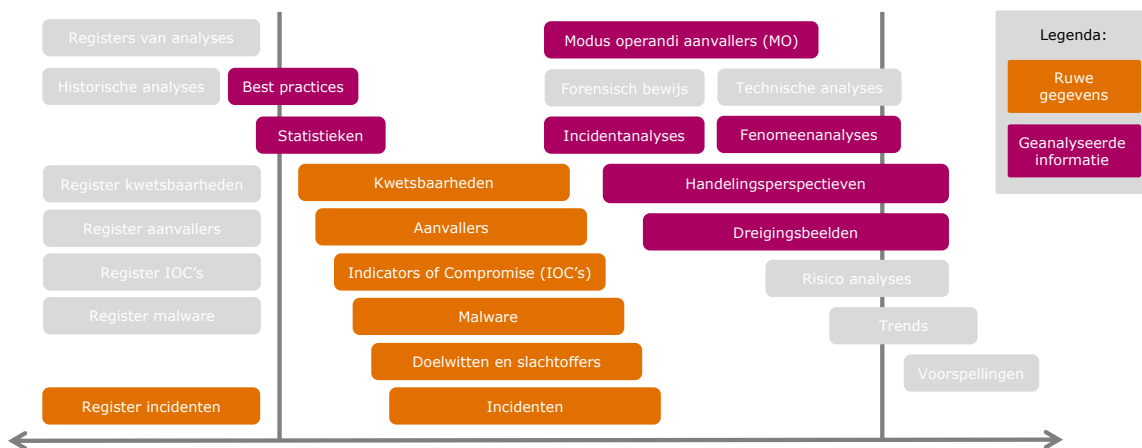 Registers van analyses
Modus operandi aanvallers (MO)
Legenda:
Historische analyses
Best practices
Forensisch bewijs
Technische analyses
Ruwe
gegevens
Statistieken
Incidentanalyses
Fenomeenanalyses
Geanalyseerde
informatie
Register kwetsbaarheden
Kwetsbaarheden
Handelingsperspectieven
Register aanvallers
Aanvallers
Dreigingsbeelden
Register IOC's
Indicators of Compromise (IOC's)
Risico analyses
Register malware
Malware
Trends
Doelwitten en slachtoffers
Voorspellingen
Register incidenten
Incidenten